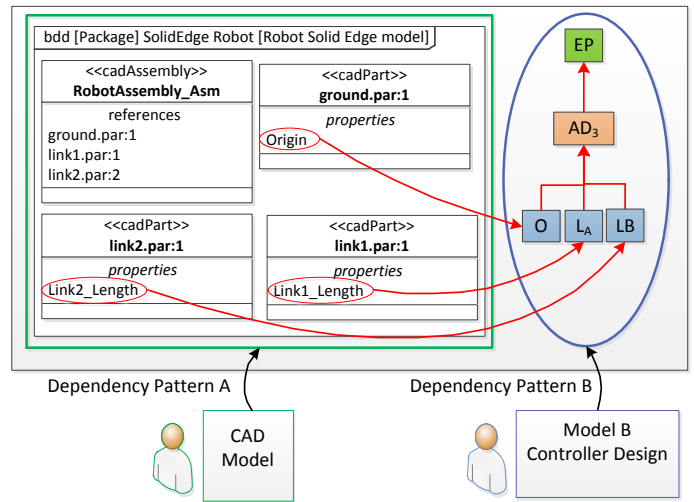 bdd [Package] SolidEdge Robot [Robot Solid Edge model]
<<cadAssembly>>
RobotAssembly_Asm
references
ground.par:1
link1.par:1
link2.par:2
<<cadPart>>
ground.par:1
properties
Origin
<<cadPart>>
link2.par:1
properties
Link2_Length
<<cadPart>>
link1.par:1
properties
Link1_Length
EP
AD₃
O
L_A
LB
Dependency Pattern A
Dependency Pattern B
CAD
Model
Model B
Controller Design